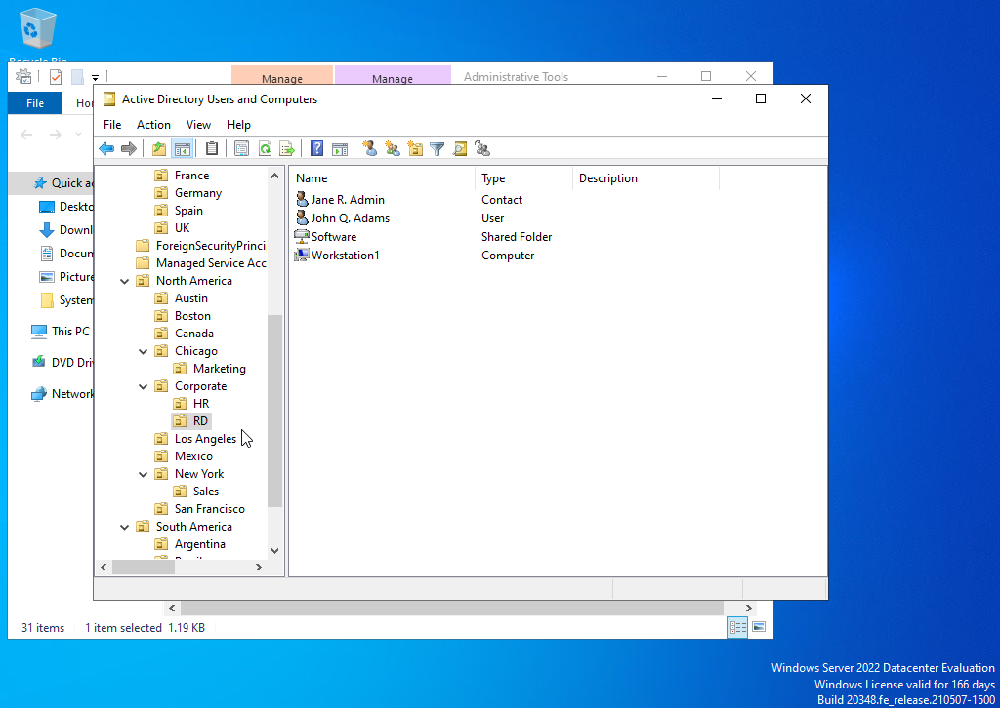 Recycle Bin
Manage
Manage
Administrative Tools
Active Directory Users and Computers
File
File
Action
View
Help
Quick
Name
Type
Description
France
Germany
Spain
UK
ForeignSecurityPrinci
Managed Service Acc
North America
Austin
Boston
Canada
Chicago
Marketing
Corporate
HR
RD
Los Angeles
Mexico
New York
Sales
San Francisco
South America
Argentina
Jane R. Admin
Contact
John Q. Adams
User
Software
Shared Folder
Workstation1
Computer
Deskto
Downl
Docun
Picture
System
This PC
DVD Dri
Network
31 items
1 item selected 1.19 KB
Windows Server 2022 Datacenter Evaluation
Windows License valid for 166 days
Build 20348.fe_release.210507-1500